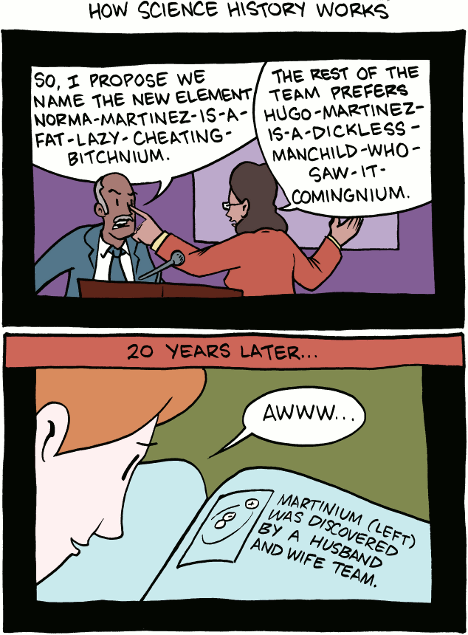 HOW SCIENCE HISTORY WORKS
SO, I PROPOSE WE
NAME THE NEW ELEMENT
NORMA-MARTINEZ-IS-A-
FAT-LAZY-CHEATING-
BITCHNIUM.
THE REST OF THE
TEAM PREFERS
HUGO-MARTINEZ-
IS-A-DICKLESS-
MANCHILD-WHO-
SAW-IT-
COMINGNIUM.
20 YEARS LATER...
AWWW...
MARTINIUM (LEFT)
WAS DISCOVERED
BY A HUSBAND
AND WIFE TEAM.